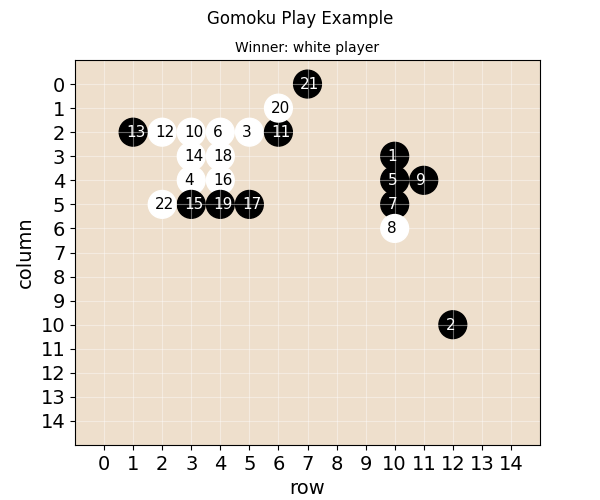 Gomoku Play Example
Winner: white player
0 21
1 20
2 13 12 10 6 3 11
3 14 18 1
4 4 16 5 9
5 22 15 19 17 7
6 8
7
8
9
10 2
11
12
13
14
column
0 1 2 3 4 5 6 7 8 9 10 11 12 13 14
row